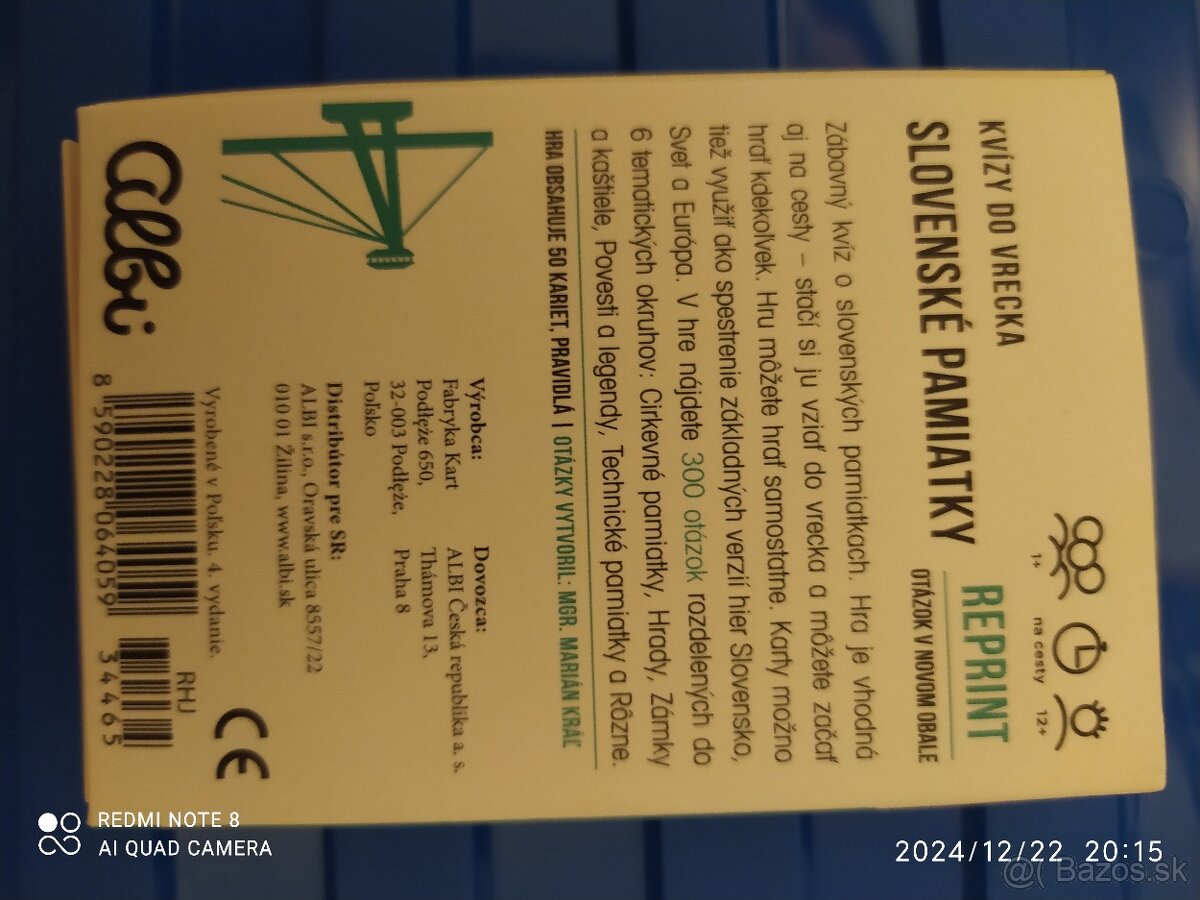 KVÍZY DO VRECKA
SLOVENSKÉ PAMIATKY
REPRINT
OTÁZOK V NOVOM OBALE
1+
na cesty
12+
Zábavný kvíz o slovenských pamiatkach. Hra je vhodná
aj na cesty – stačí si ju vziať do vrecka a môžete začať
hrať kdekoľvek. Hru môžete hrať samostatne. Karty možno
tiež využiť ako spestrenie základných verzií hier Slovensko,
Svet a Európa. V hre nájdete 300 otázok rozdelených do
6 tematických okruhov: Cirkevné pamiatky, Hrady, Zámky
a kaštiele, Povesti a legendy, Technické pamiatky a Rôzne.
HRA OBSAHUJE 50 KARIET, PRAVIDLÁ | OTÁZKY VYTVORIL: MGR. MARIÁN KRÁĽ
Výrobca:
Fabryka Kart
Podłęże 650,
32-003 Podłęże,
Polsko
Dovozca:
ALBI Česká republika a. s.
Thámova 13,
Praha 8
Distribútor pre SR:
ALBI s.r.o., Oravská ulica 8557/22
010 01 Žilina, www.albi.sk
Vyrobené v Poľsku. 4. vydanie.
albi
8 590228 064059
RHJ
34465
CE
REDMI NOTE 8
AI QUAD CAMERA
2024/12/22 20:15
@( Bazos.sk